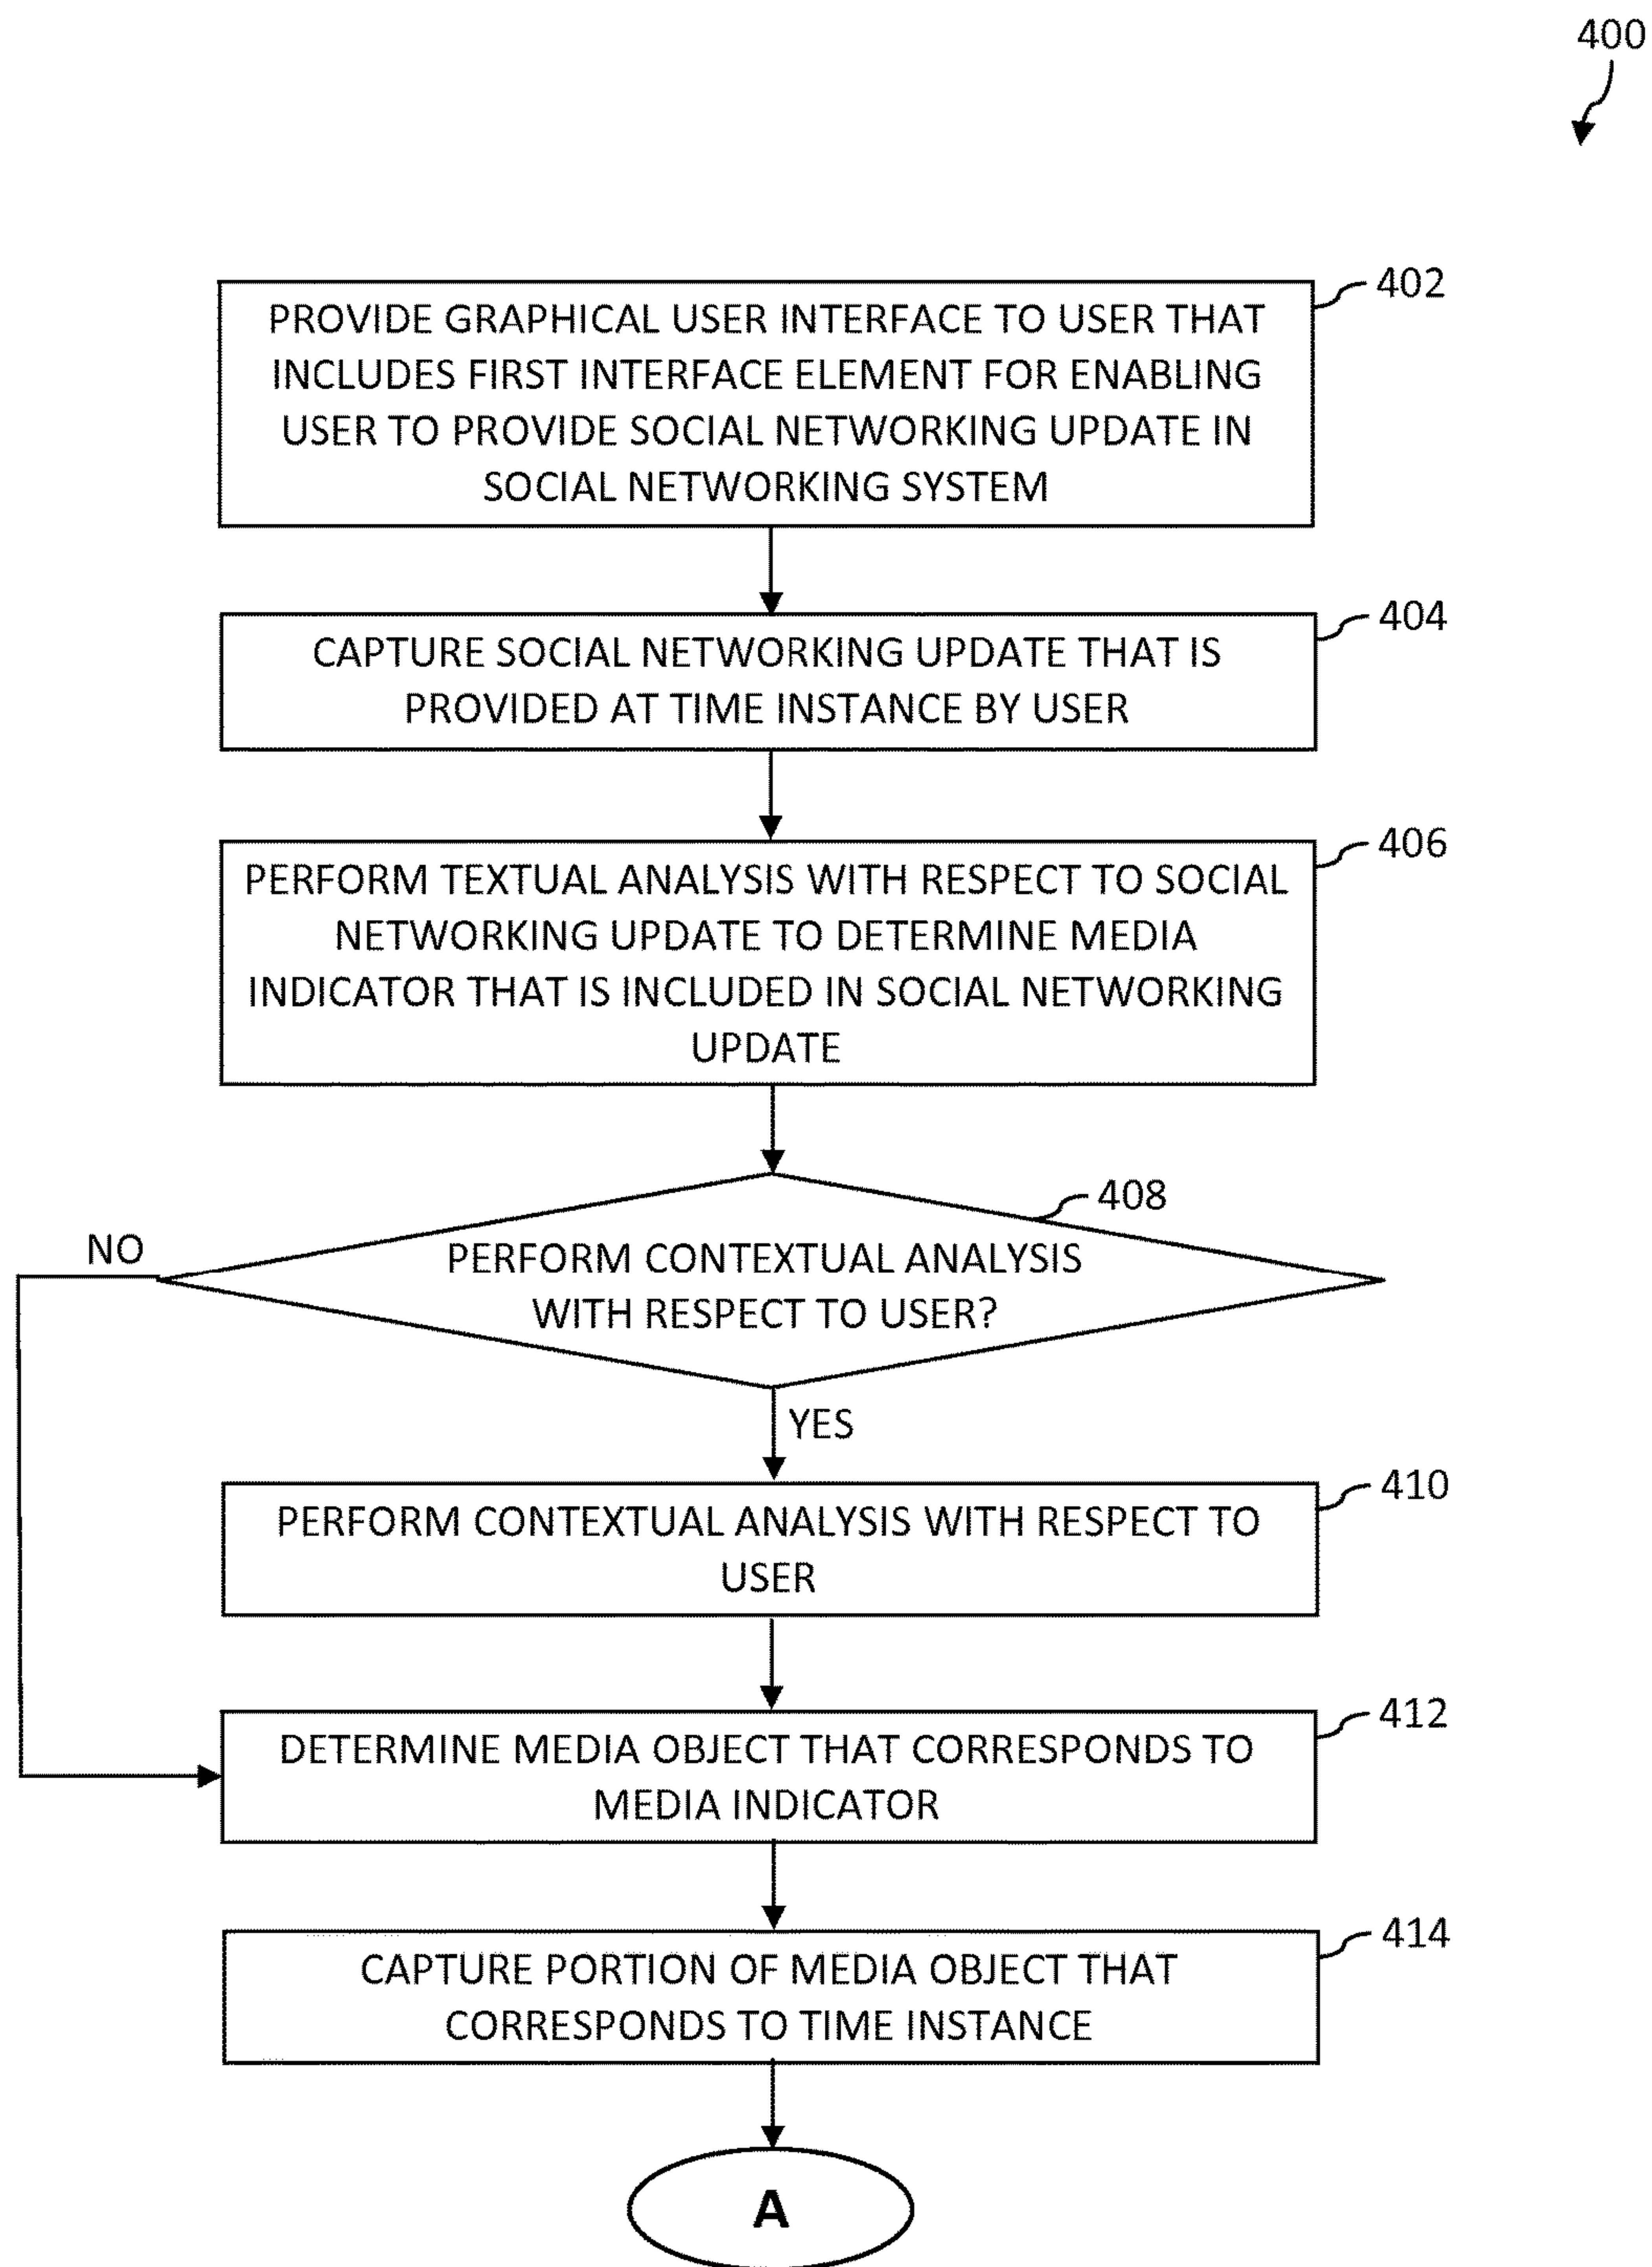 400
402
PROVIDE GRAPHICAL USER INTERFACE TO USER THAT
INCLUDES FIRST INTERFACE ELEMENT FOR ENABLING
USER TO PROVIDE SOCIAL NETWORKING UPDATE IN
SOCIAL NETWORKING SYSTEM
404
CAPTURE SOCIAL NETWORKING UPDATE THAT IS
PROVIDED AT TIME INSTANCE BY USER
406
PERFORM TEXTUAL ANALYSIS WITH RESPECT TO SOCIAL
NETWORKING UPDATE TO DETERMINE MEDIA
INDICATOR THAT IS INCLUDED IN SOCIAL NETWORKING
UPDATE
408
NO
PERFORM CONTEXTUAL ANALYSIS
WITH RESPECT TO USER?
YES
410
PERFORM CONTEXTUAL ANALYSIS WITH RESPECT TO
USER
412
DETERMINE MEDIA OBJECT THAT CORRESPONDS TO
MEDIA INDICATOR
414
CAPTURE PORTION OF MEDIA OBJECT THAT
CORRESPONDS TO TIME INSTANCE
A